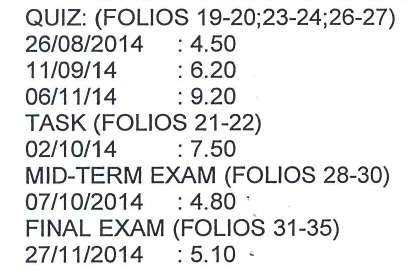 QUIZ: (FOLIOS 19-20;23-24;26-27)
26/08/2014 : 4.50
11/09/14 : 6.20
06/11/14 : 9.20
TASK (FOLIOS 21-22)
02/10/14 : 7.50
MID-TERM EXAM (FOLIOS 28-30)
07/10/2014 : 4.80
FINAL EXAM (FOLIOS 31-35)
27/11/2014 : 5.10